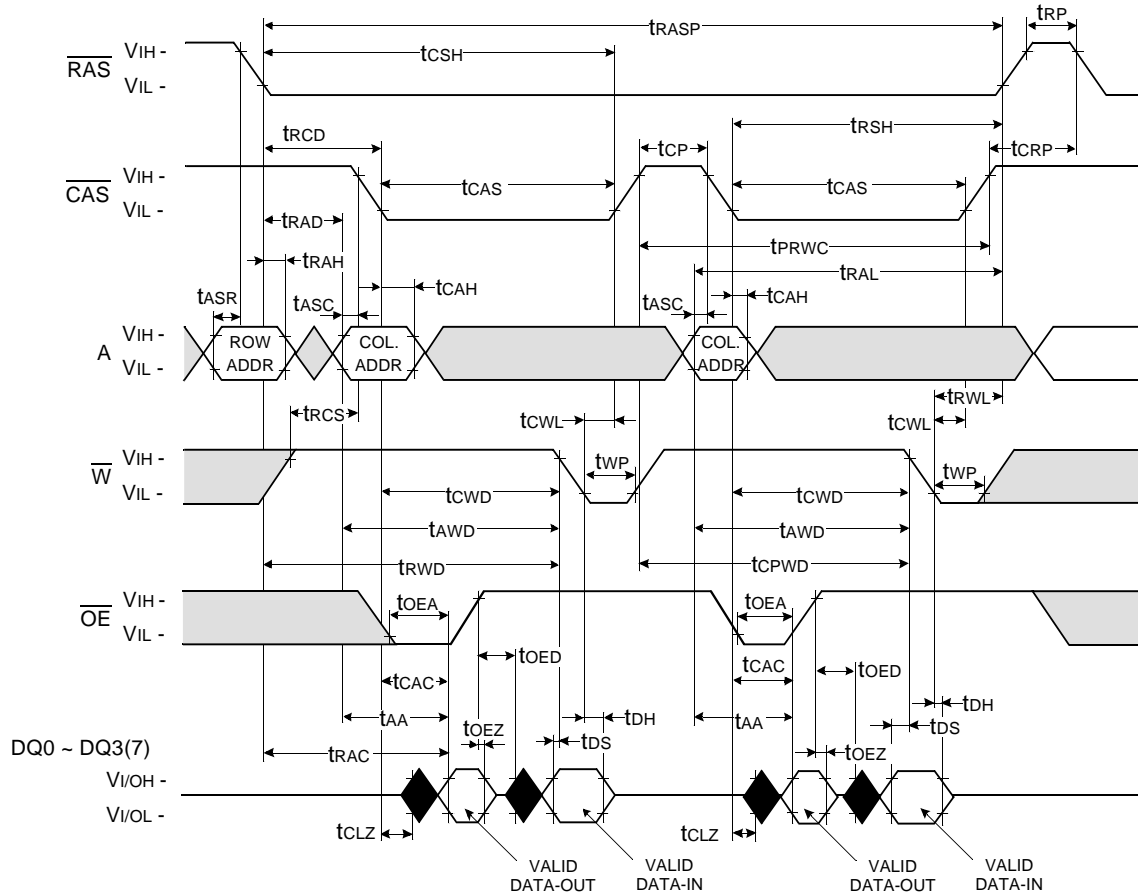 tRASP
tRP
tCSH
RAS
VIH -
VIL -
tRCD
tRSH
tCP
tCRP
CAS
VIH -
VIL -
tCAS
tCAS
tRAD
tPRWC
tRAH
tRAL
tASR
tASC
tCAH
tASC
tCAH
A
VIH -
VIL -
ROW
ADDR
COL.
ADDR
COL.
ADDR
tRCS
tCWL
tRWL
tCWL
W
VIH -
VIL -
tWP
tWP
tCWD
tCWD
tAWD
tAWD
tRWD
tCPWD
OE
VIH -
VIL -
tOEA
tOEA
tOED
tOED
tCAC
tCAC
tAA
tDH
tAA
tDH
tOEZ
tDS
tOEZ
tDS
tRAC
DQ0 ~ DQ3(7)
VI/OH -
VI/OL -
tCLZ
tCLZ
VALID
DATA-OUT
VALID
DATA-IN
VALID
DATA-OUT
VALID
DATA-IN